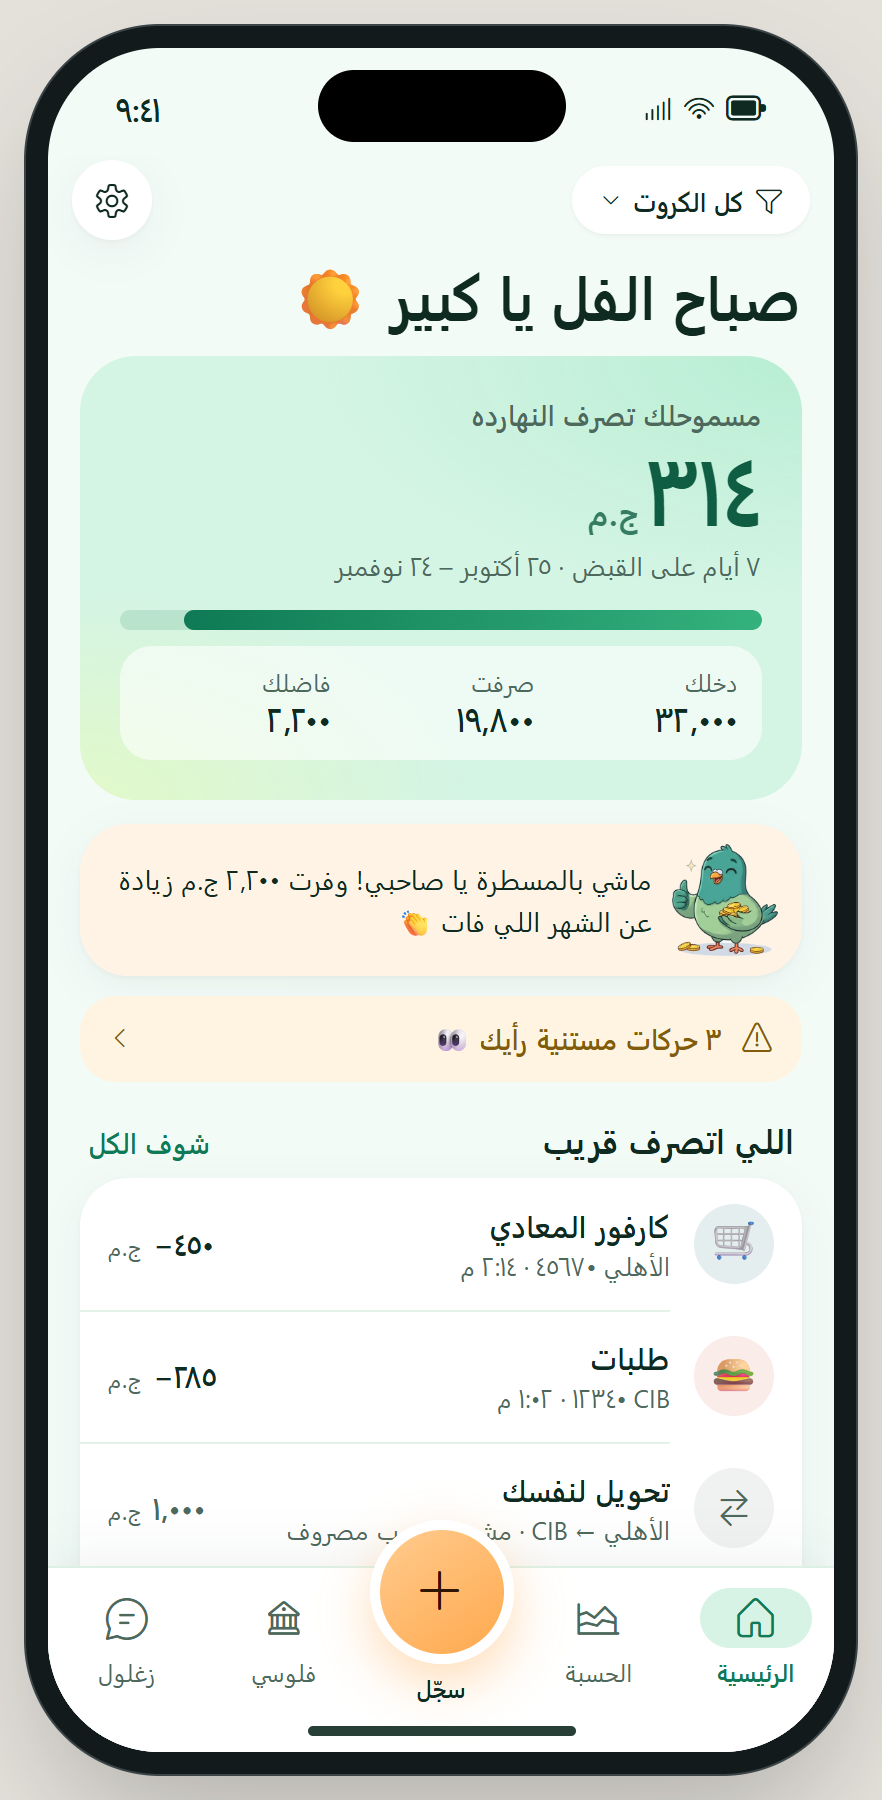 ٩:٤١
كل الكروت
صباح الفل يا كبير ☀️
مسموحلك تصرف النهارده
٣١٤ ج.م
٧ أيام على القبض · ٢٥ أكتوبر – ٢٤ نوفمبر
دخلك صرفت فاضلك
٣٢,٠٠٠ ١٩,٨٠٠ ٢,٢٠٠
ماشي بالمسطرة يا صاحبي! وفرت ٢,٢٠٠ ج.م زيادة
عن الشهر اللي فات 👏
٣ حركات مستنية رأيك 👀
اللي اتصرف قريب شوف الكل
كارفور المعادي
−٤٥٠ ج.م
الأهلي •٤٥٦٧ · ٢:١٤ م
طلبات
−٢٨٥ ج.م
CIB •١٢٣٤ · ١:٠٢ م
تحويل لنفسك
١,٠٠٠ ج.م
الأهلي ← CIB · مصروف
الرئيسية الحسبة سجّل فلوسي زغلول